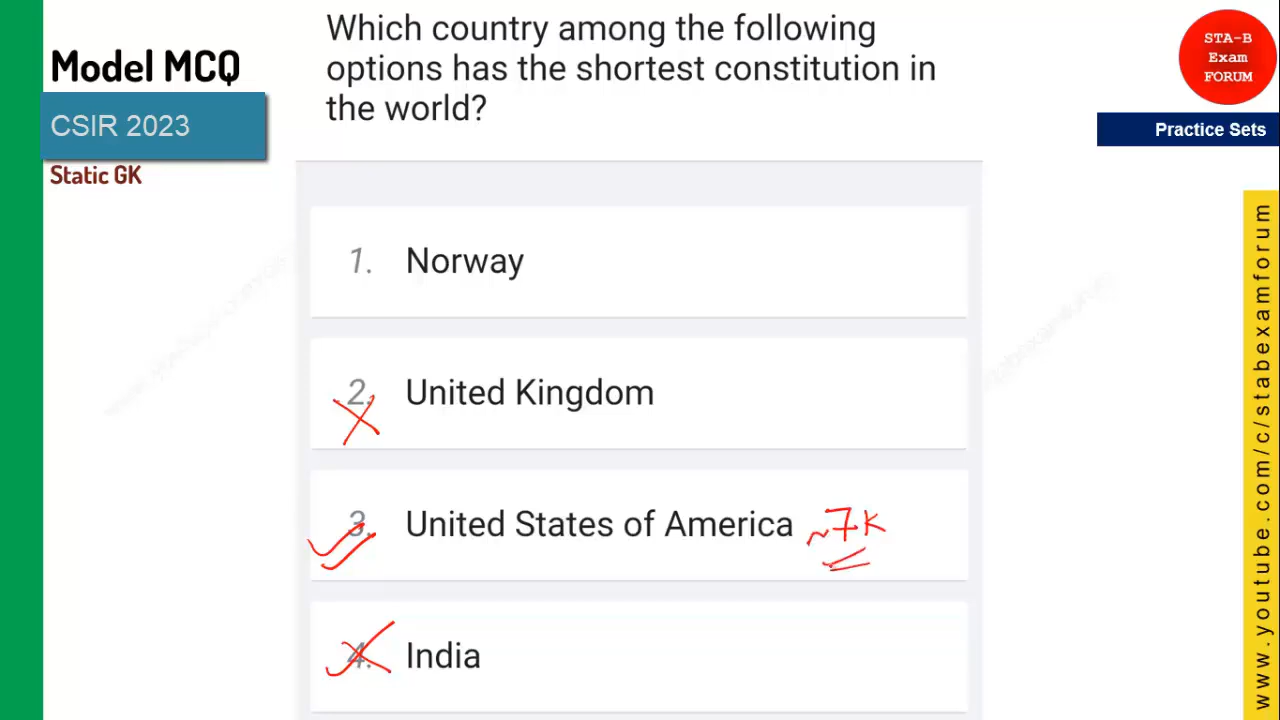 Model MCQ
CSIR 2023
Static GK
Which country among the following
options has the shortest constitution in
the world?
STA-B
Exam
FORUM
Practice Sets
1. Norway
2. United Kingdom
3. United States of America ~7K
4. India
www.youtube.com/c/stabexamforum